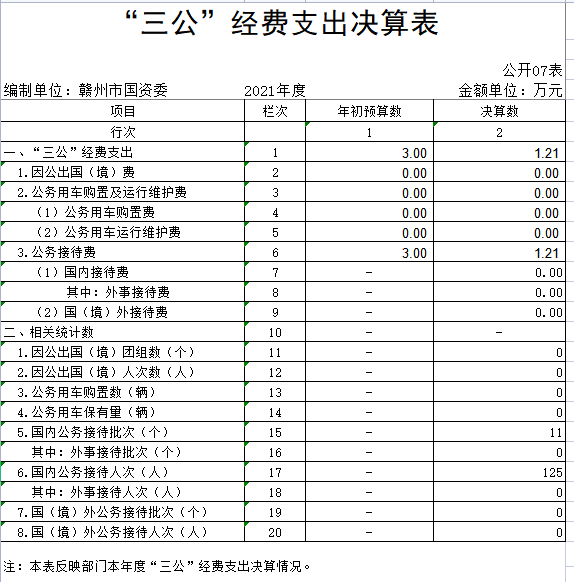 “三公”经费支出决算表
公开07表
编制单位：赣州市国资委 2021年度 金额单位：万元
项目 栏次 年初预算数 决算数
行次 1 2
一、“三公”经费支出 1 3.00 1.21
1.因公出国（境）费 2 0.00 0.00
2.公务用车购置及运行维护费 3 0.00 0.00
（1）公务用车购置费 4 0.00 0.00
（2）公务用车运行维护费 5 0.00 0.00
3.公务接待费 6 3.00 1.21
（1）国内接待费 7 – 0.00
其中：外事接待费 8 – 0.00
（2）国（境）外接待费 9 – 0.00
二、相关统计数 10 – –
1.因公出国（境）团组数（个） 11 – 0
2.因公出国（境）人次数（人） 12 – 0
3.公务用车购置数（辆） 13 – 0
4.公务用车保有量（辆） 14 – 0
5.国内公务接待批次（个） 15 – 11
其中：外事接待批次（个） 16 – 0
6.国内公务接待人次（人） 17 – 125
其中：外事接待人次（人） 18 – 0
7.国（境）外公务接待批次（个） 19 – 0
8.国（境）外公务接待人次（人） 20 – 0
注：本表反映部门本年度“三公”经费支出决算情况。